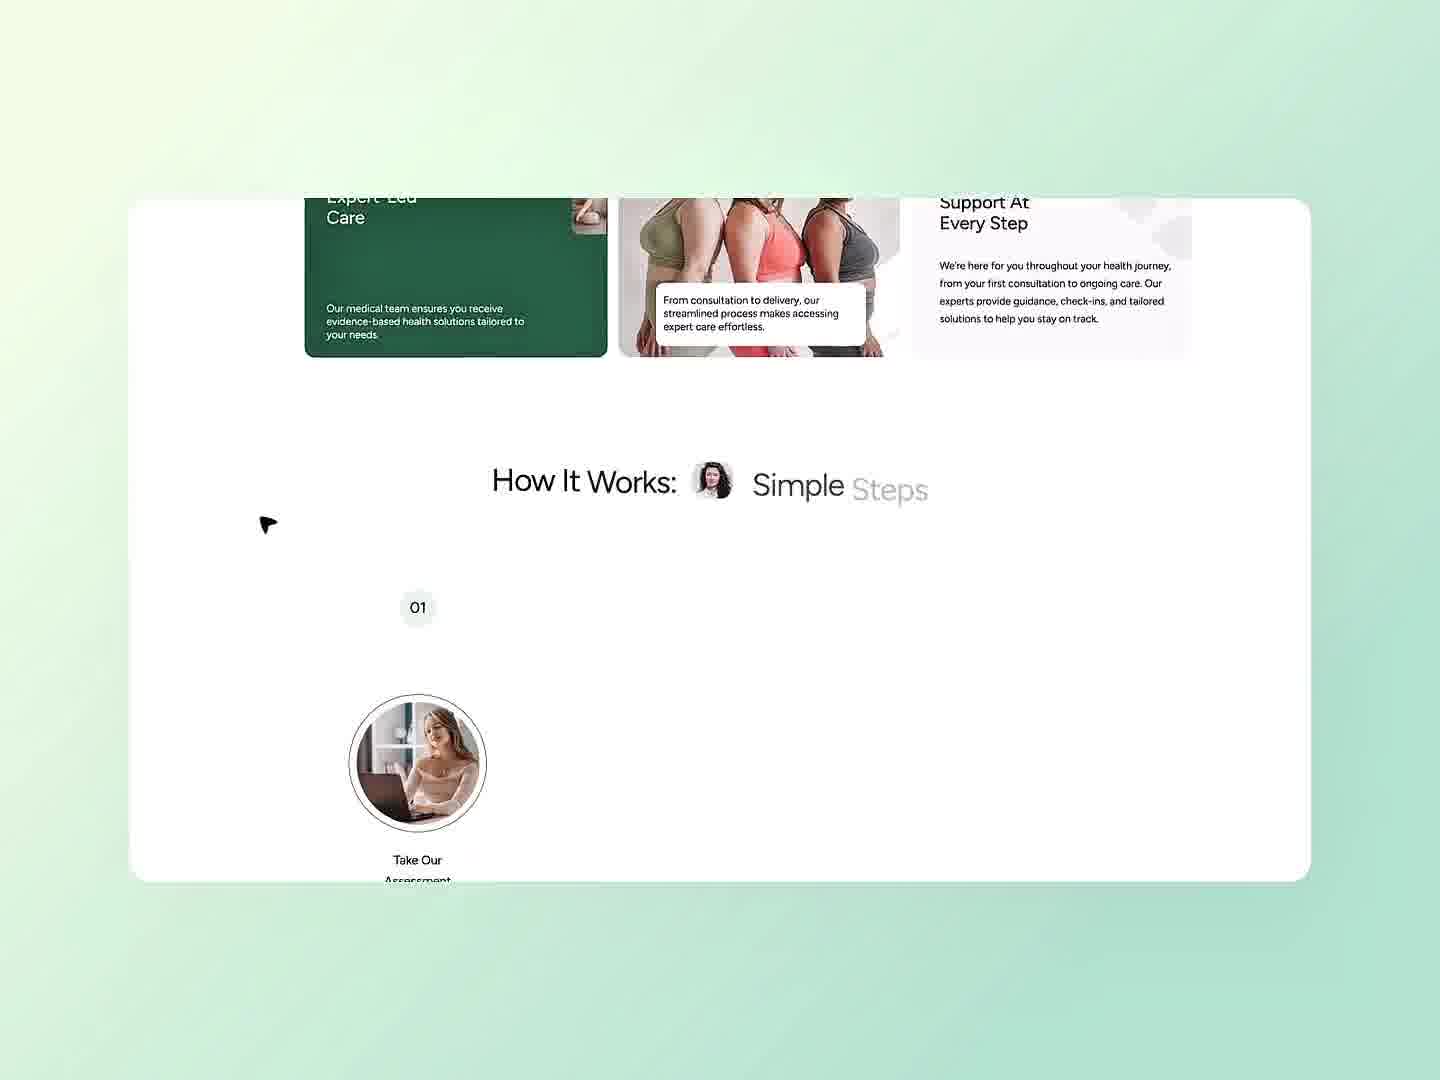 Expert-Led
Care
Our medical team ensures you receive
evidence-based health solutions tailored to
your needs.
From consultation to delivery, our
streamlined process makes accessing
expert care effortless.
Support At
Every Step
We're here for you throughout your health journey,
from your first consultation to ongoing care. Our
experts provide guidance, check-ins, and tailored
solutions to help you stay on track.
How It Works: Simple Steps
01
Take Our
Assessment